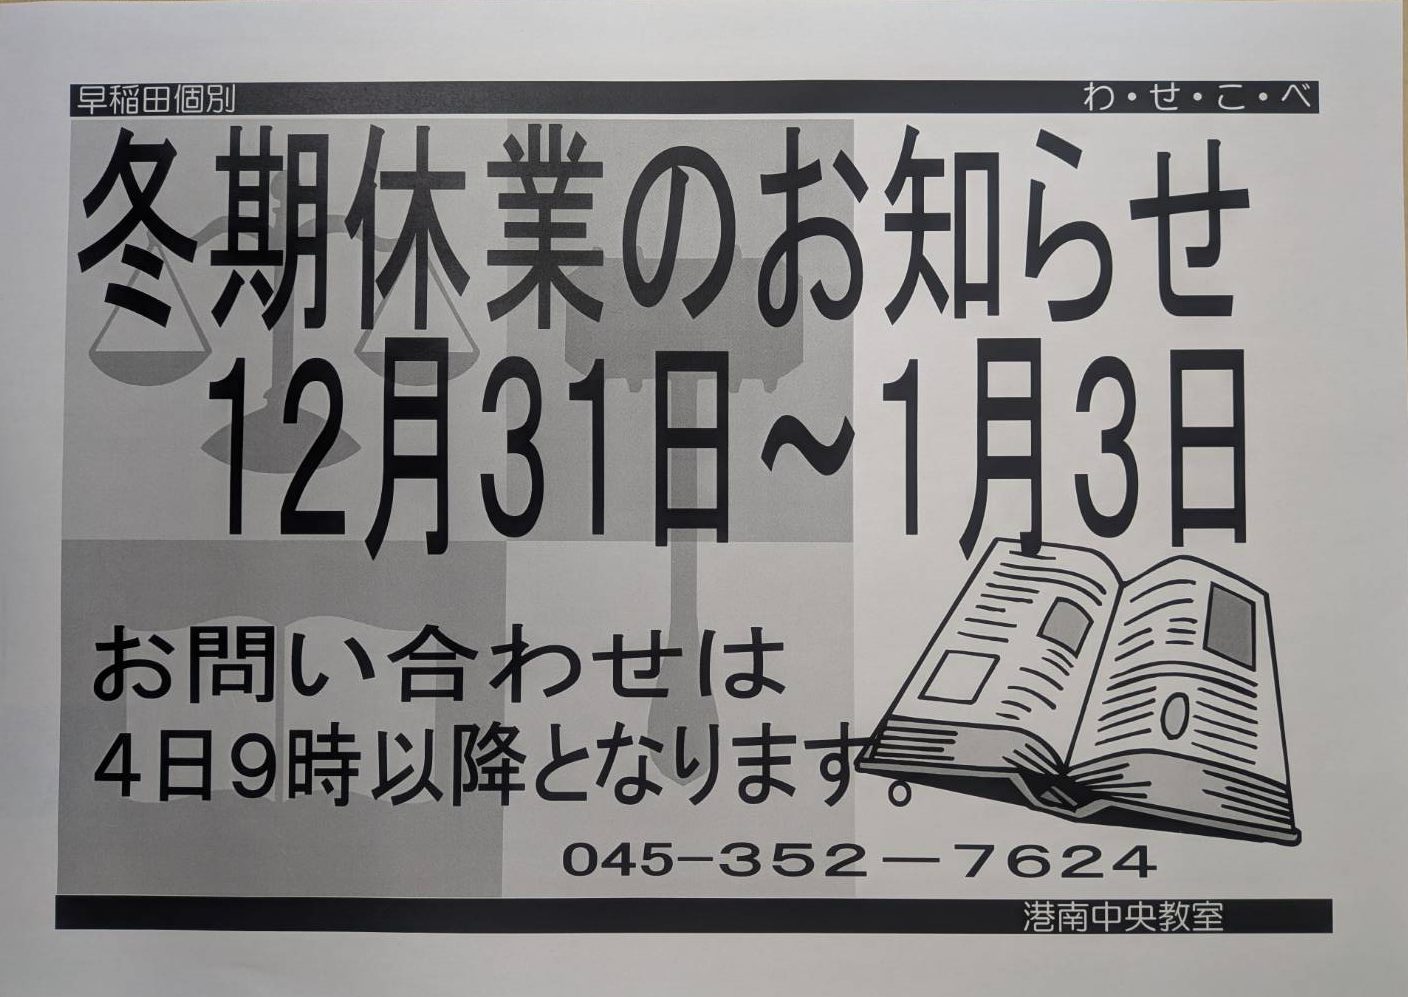 早稲田個別
わ・せ・こ・べ
冬期休業のお知らせ
12月31日~1月3日
お問い合わせは
4日9時以降となります。
045-352-7624
港南中央教室